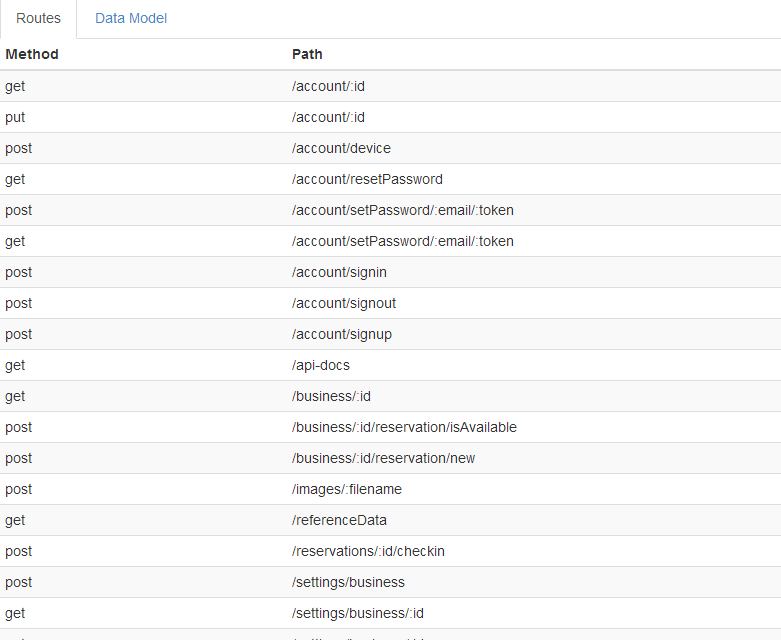 Routes Data Model
Method Path
get /account/:id
put /account/:id
post /account/device
get /account/resetPassword
post /account/setPassword/:email/:token
get /account/setPassword/:email/:token
post /account/signin
post /account/signout
post /account/signup
get /api-docs
get /business/:id
post /business/:id/reservation/isAvailable
post /business/:id/reservation/new
post /images/:filename
get /referenceData
post /reservations/:id/checkin
post /settings/business
get /settings/business/:id